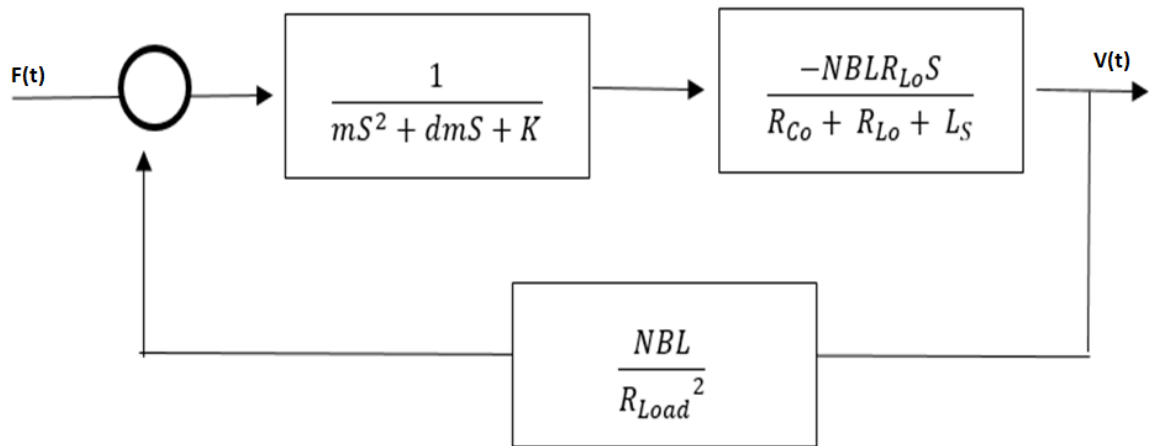 F(t)
1
mS² + dmS + K
−NBLR_{Lo}S
R_{Co} + R_{Lo} + L_S
V(t)
NBL
R_{Load}²